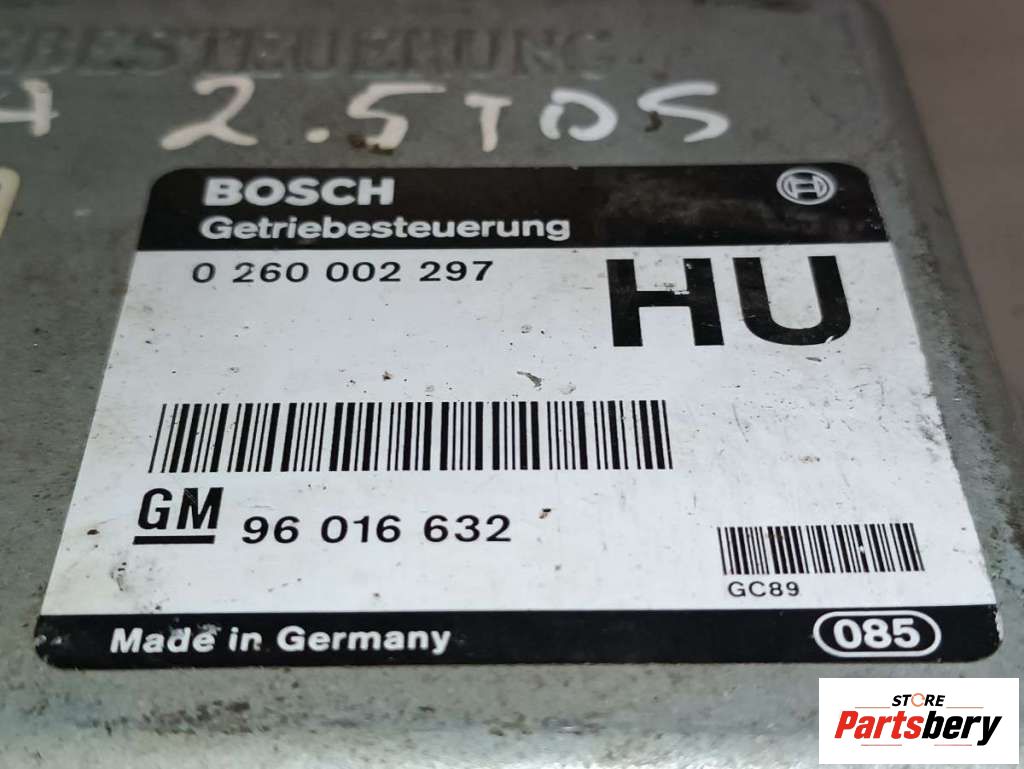 EBESTEUERUNG
2.5TDS
BOSCH
Getriebesteuerung
0 260 002 297
HU
GM 96 016 632
GC89
Made in Germany
085
STORE
Partsbery